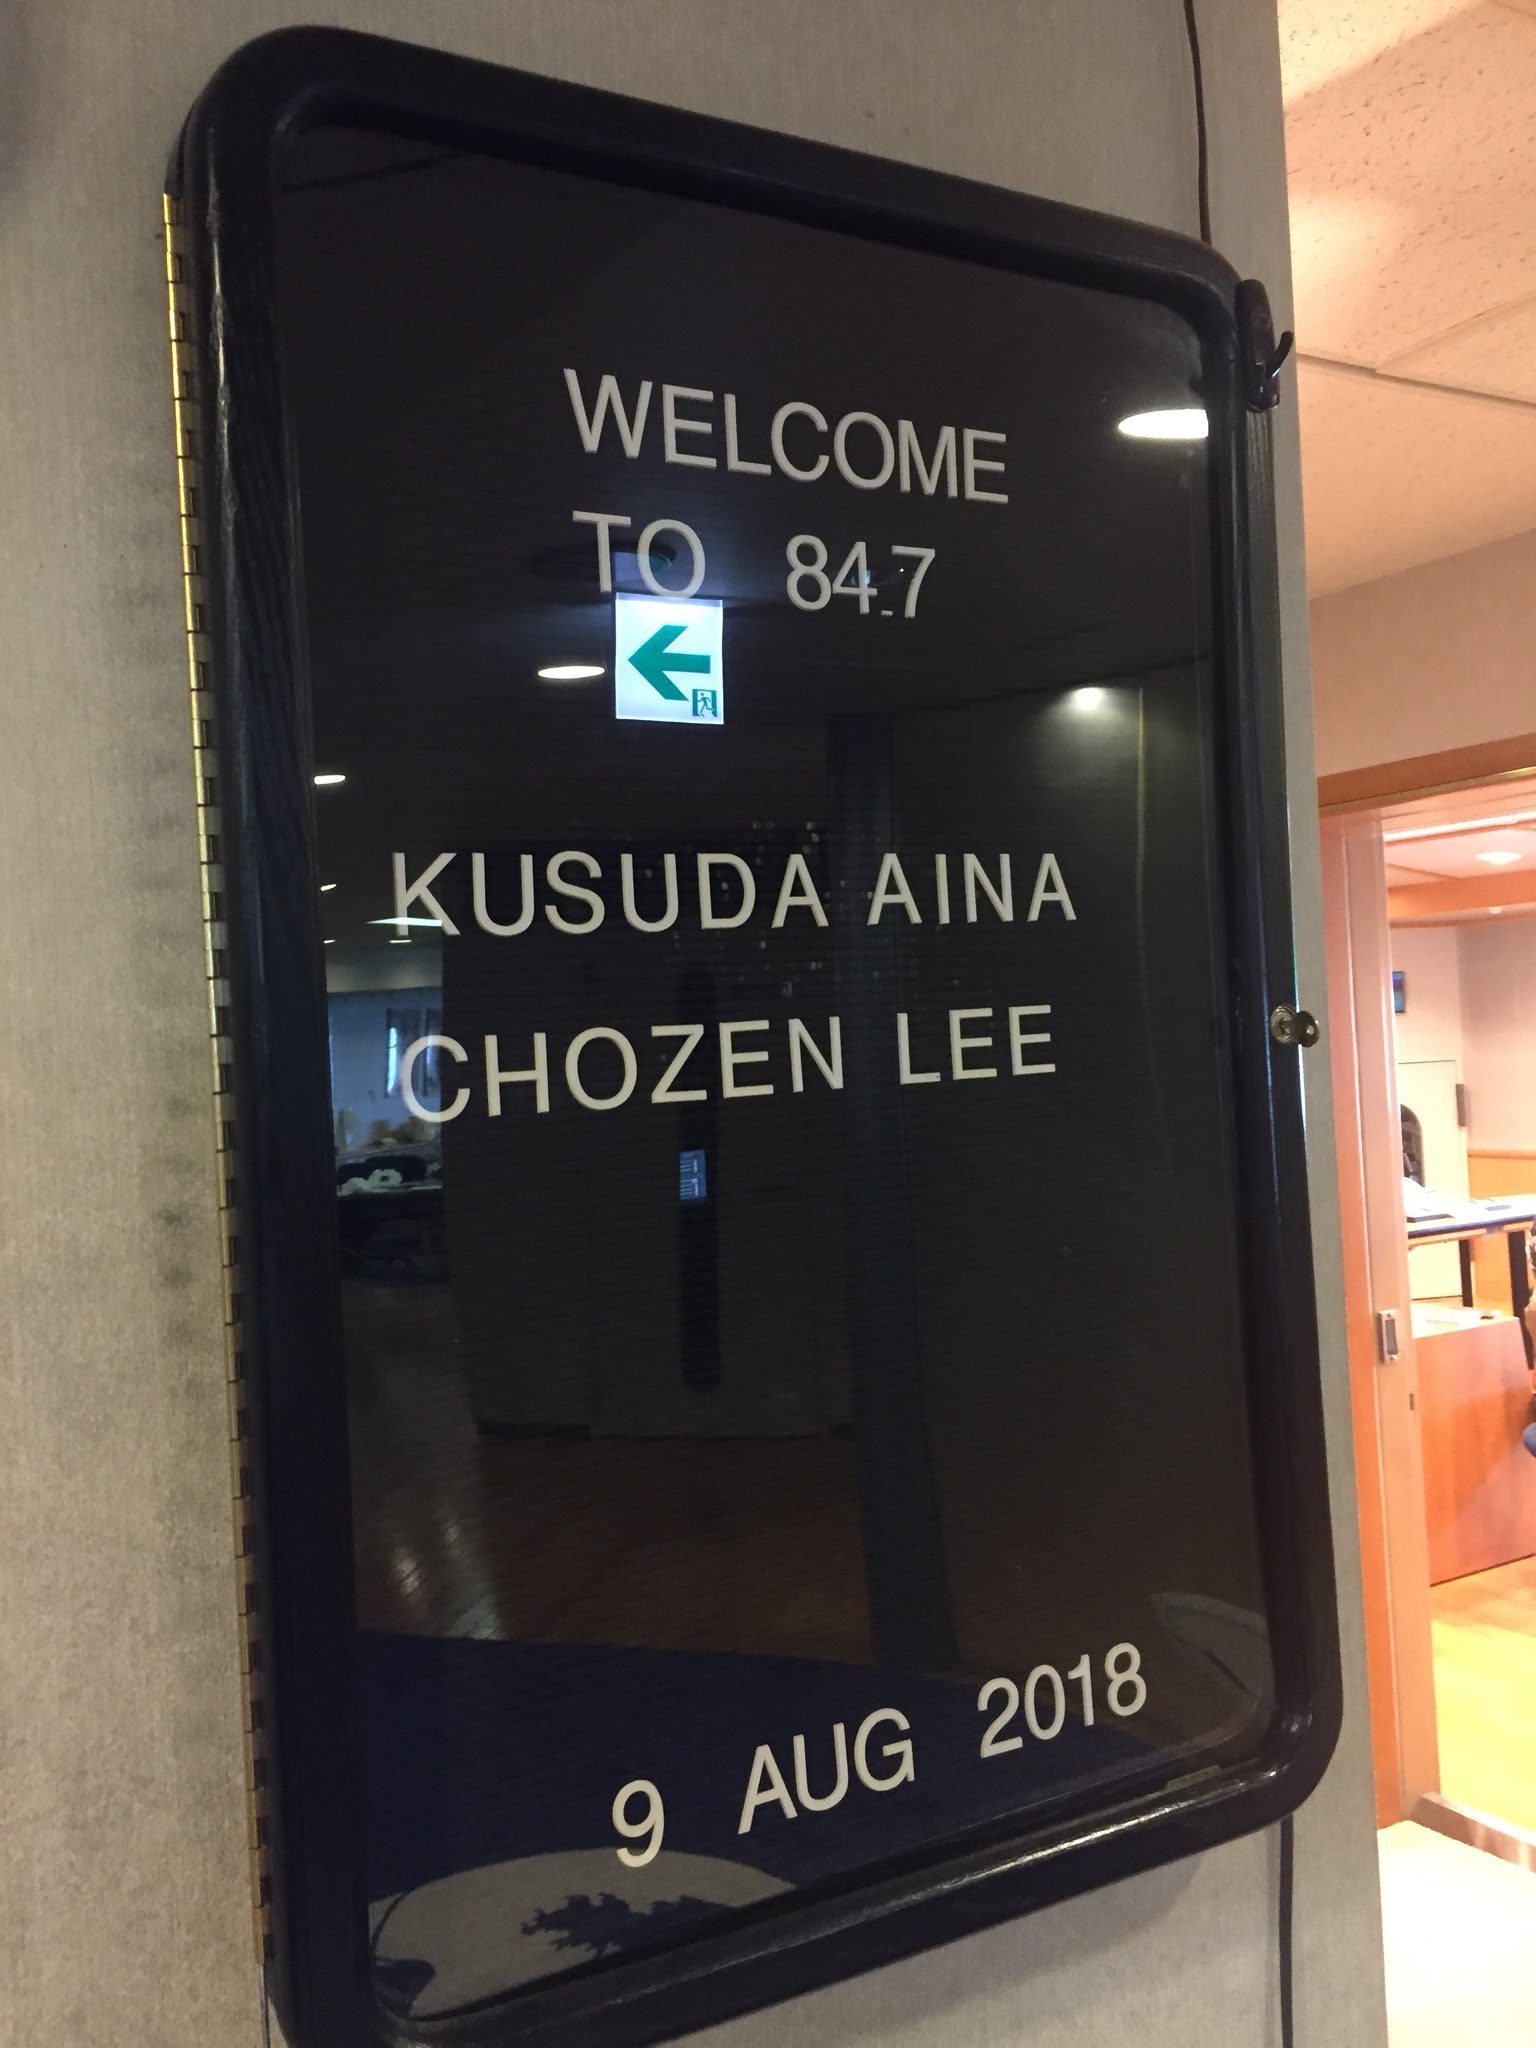 WELCOME
TO 84.7
KUSUDA AINA
CHOZEN LEE
9 AUG 2018